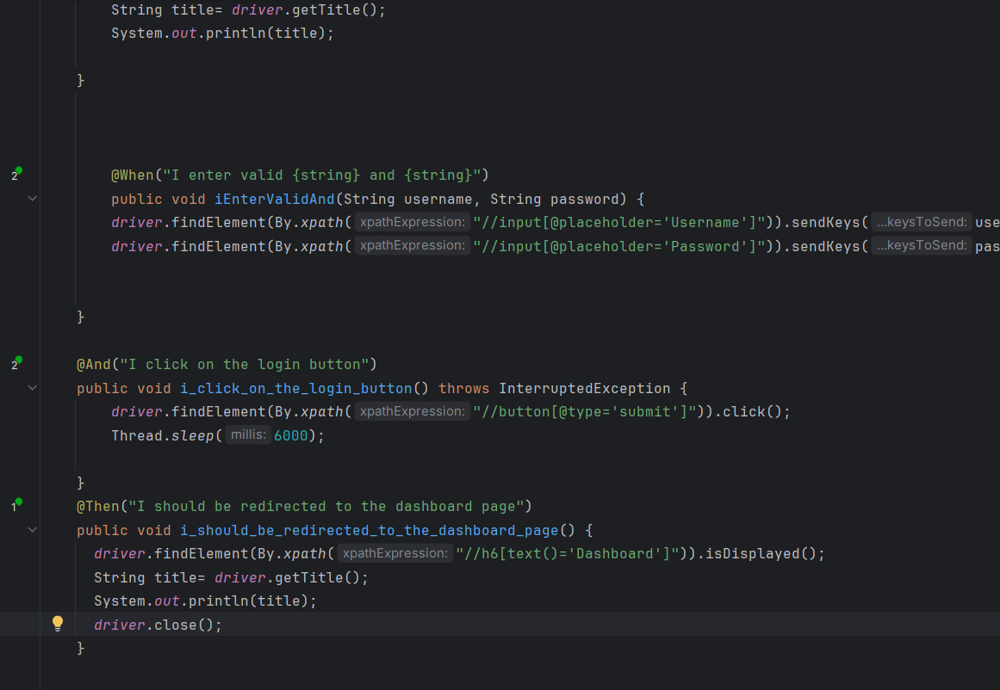 String title= driver.getTitle();
System.out.println(title);
}
2
@When("I enter valid {string} and {string}")
public void iEnterValidAnd(String username, String password) {
driver.findElement(By.xpath( xpathExpression: "//input[@placeholder='Username']")).sendKeys( ...keysToSend: use
driver.findElement(By.xpath( xpathExpression: "//input[@placeholder='Password']")).sendKeys( ...keysToSend: pas
}
2
@And("I click on the login button")
public void i_click_on_the_login_button() throws InterruptedException {
driver.findElement(By.xpath( xpathExpression: "//button[@type='submit']")).click();
Thread.sleep( millis: 6000);
}
1
@Then("I should be redirected to the dashboard page")
public void i_should_be_redirected_to_the_dashboard_page() {
driver.findElement(By.xpath( xpathExpression: "//h6[text()='Dashboard']")).isDisplayed();
String title= driver.getTitle();
System.out.println(title);
driver.close();
}